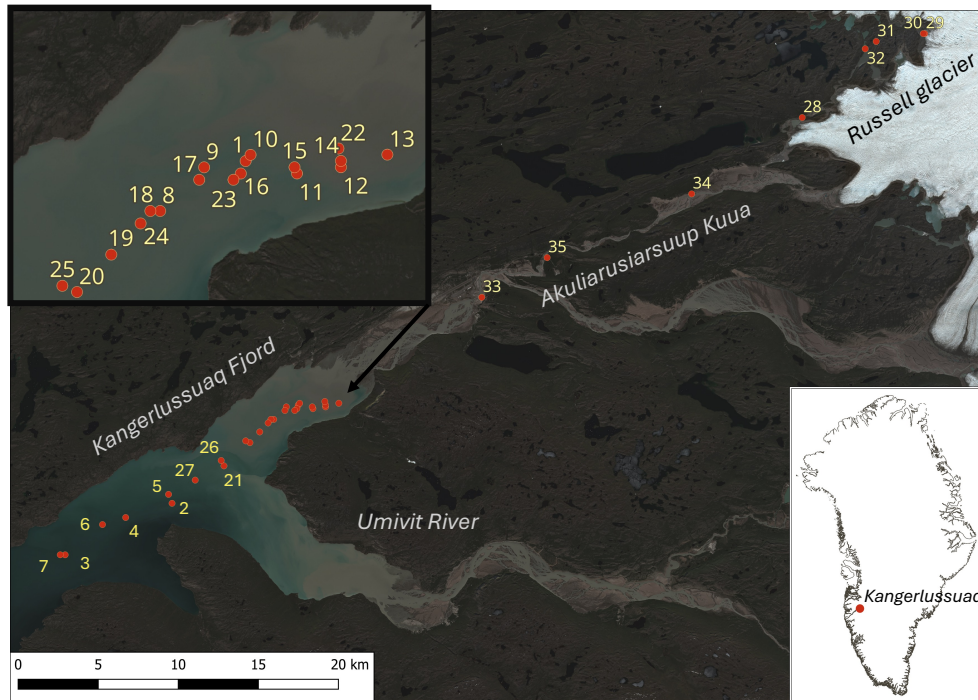 30 29
31
32
Russell glacier
28
1 10 22 13
9 15 14
17
16 11 12
23
18 8
24
19
25
20
34
Akuliarusiarsuup Kuua
35
33
Kangerlussuaq Fjord
26
27
21
5
2
4
6
Umivit River
7 3
Kangerlussuaq
0 5 10 15 20 km